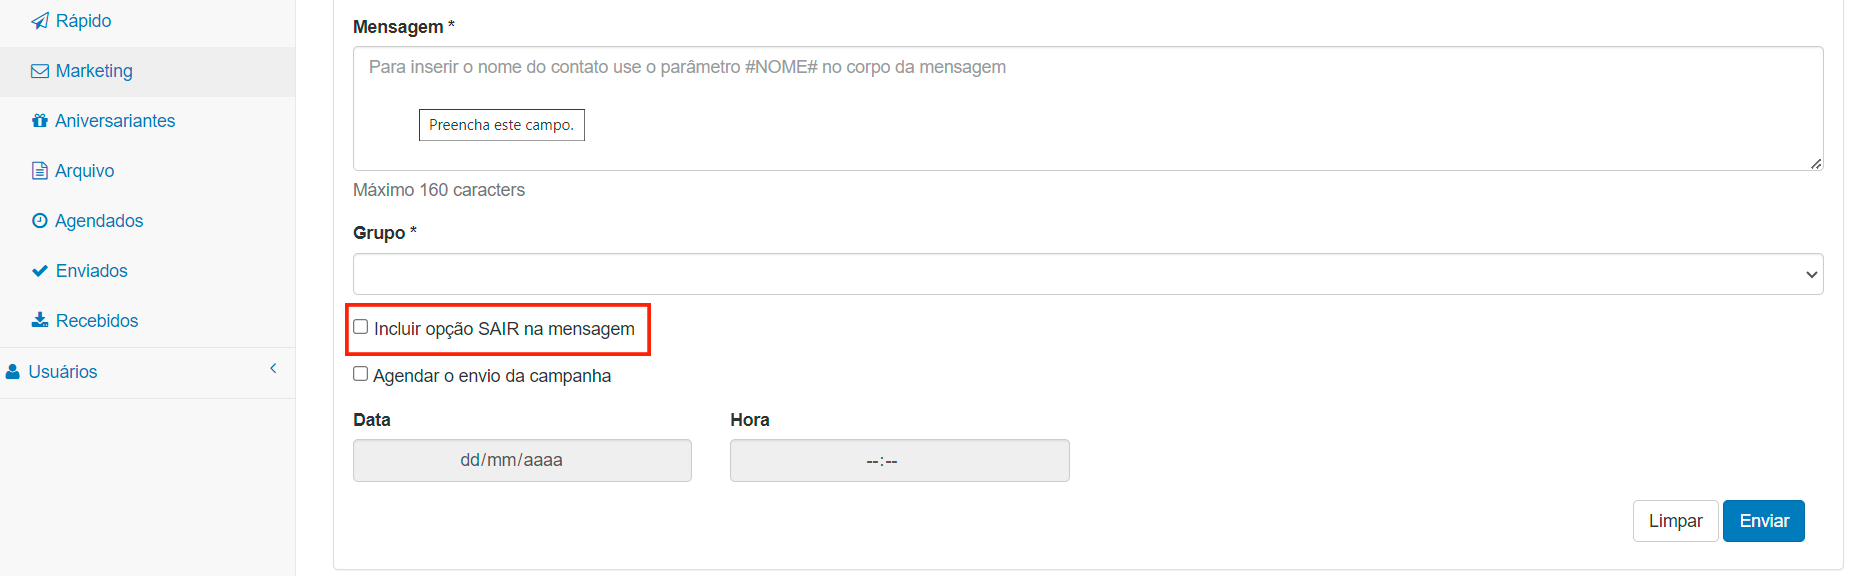 Rápido
Marketing
Aniversariantes
Arquivo
Agendados
Enviados
Recebidos
Usuários
Mensagem *
Para inserir o nome do contato use o parâmetro #NOME# no corpo da mensagem
Preencha este campo.
Máximo 160 caracters
Grupo *
Incluir opção SAIR na mensagem
Agendar o envio da campanha
Data Hora
dd/mm/aaaa --:--
Limpar Enviar